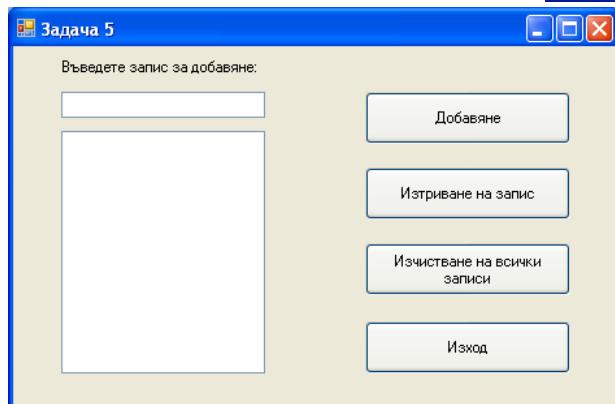 Задача 5
Въведете запис за добавяне:
Добавяне
Изтриване на запис
Изчистване на всички
записи
Изход